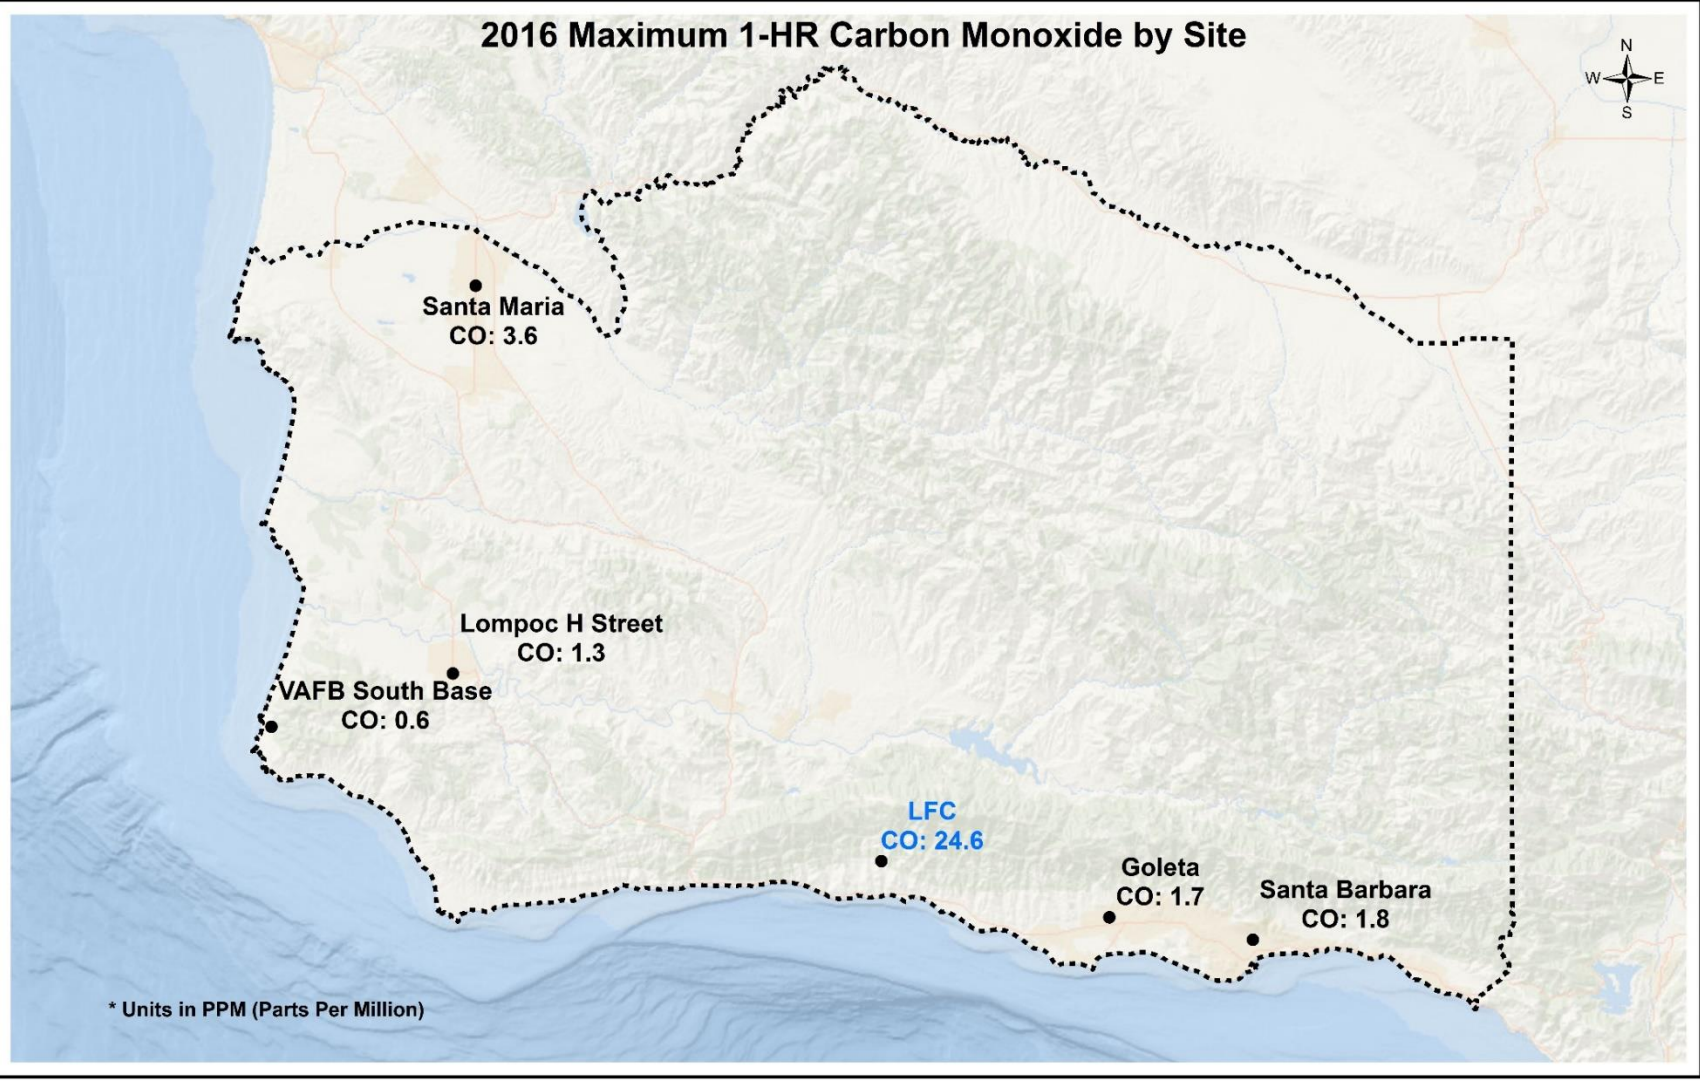 2016 Maximum 1-HR Carbon Monoxide by Site
N
W E
S
Santa Maria
CO: 3.6
Lompoc H Street
CO: 1.3
VAFB South Base
CO: 0.6
LFC
CO: 24.6
Goleta
CO: 1.7
Santa Barbara
CO: 1.8
* Units in PPM (Parts Per Million)